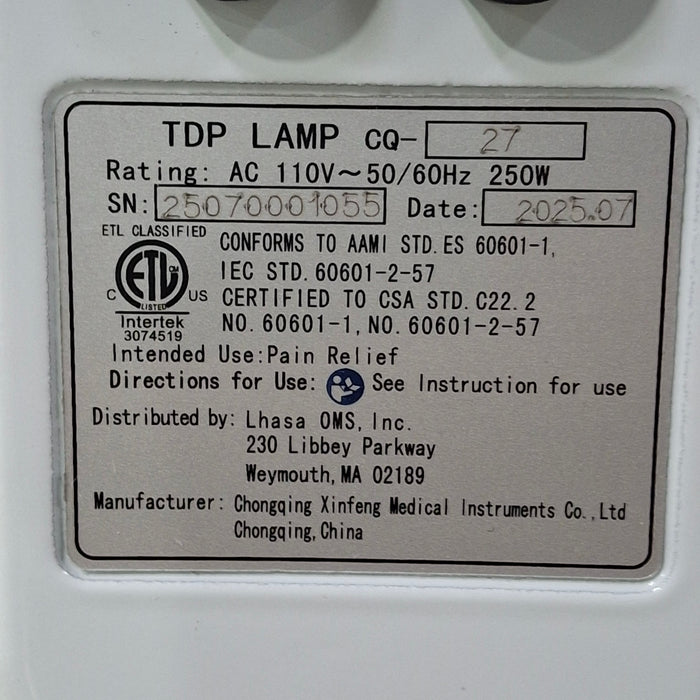 TDP LAMP CQ- 27
Rating: AC 110V~50/60Hz 250W
SN: 25070001055 Date: 2025.07
ETL CLASSIFIED
ETL CM
LISTED
C US
Intertek
3074519
CONFORMS TO AAMI STD. ES 60601-1,
IEC STD. 60601-2-57
CERTIFIED TO CSA STD. C22. 2
NO. 60601-1, NO. 60601-2-57
Intended Use: Pain Relief
Directions for Use: See Instruction for use
Distributed by: Lhasa OMS, Inc.
230 Libbey Parkway
Weymouth, MA 02189
Manufacturer: Chongqing Xinfeng Medical Instruments Co., Ltd
Chongqing, China